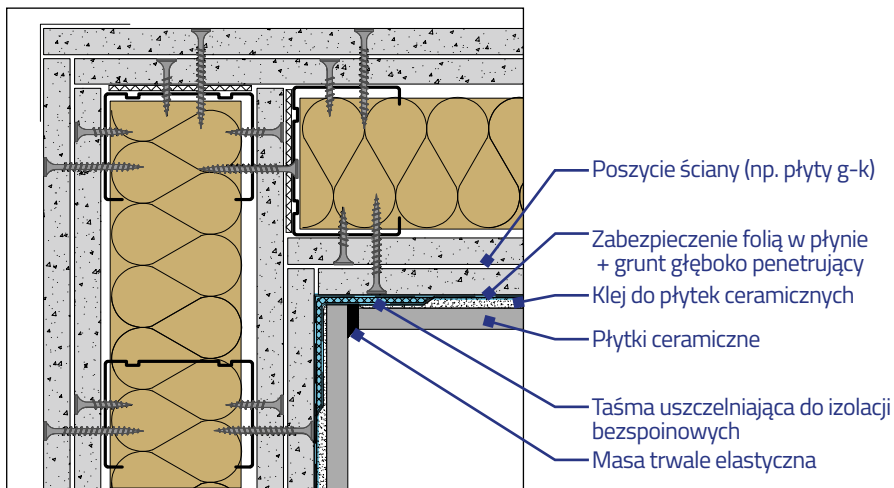 Poszycie ściany (np. płyty g-k)
Zabezpieczenie folią w płynie
+ grunt głęboko penetrujący
Klej do płytek ceramicznych
Płytki ceramiczne
Taśma uszczelniająca do izolacji
bezspoinowych
Masa trwale elastyczna